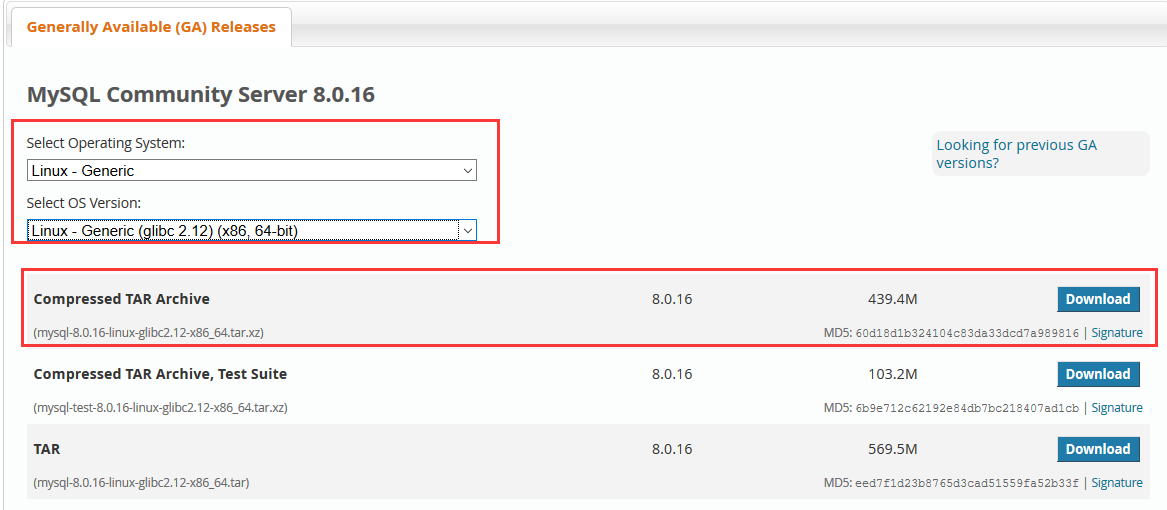 Generally Available (GA) Releases
MySQL Community Server 8.0.16
Select Operating System:
Looking for previous GA
versions?
Linux - Generic
Select OS Version:
Linux - Generic (glibc 2.12) (x86, 64-bit)
Compressed TAR Archive 8.0.16 439.4M Download
(mysql-8.0.16-linux-glibc2.12-x86_64.tar.xz) MD5: 60d18d1b324104c83da33dcd7a989816 | Signature
Compressed TAR Archive, Test Suite 8.0.16 103.2M Download
(mysql-test-8.0.16-linux-glibc2.12-x86_64.tar.xz) MD5: 6b9e712c62192e84db7bc218407ad1cb | Signature
TAR 8.0.16 569.5M Download
(mysql-8.0.16-linux-glibc2.12-x86_64.tar) MD5: eed7f1d23b8765d3cad51559fa52b33f | Signature